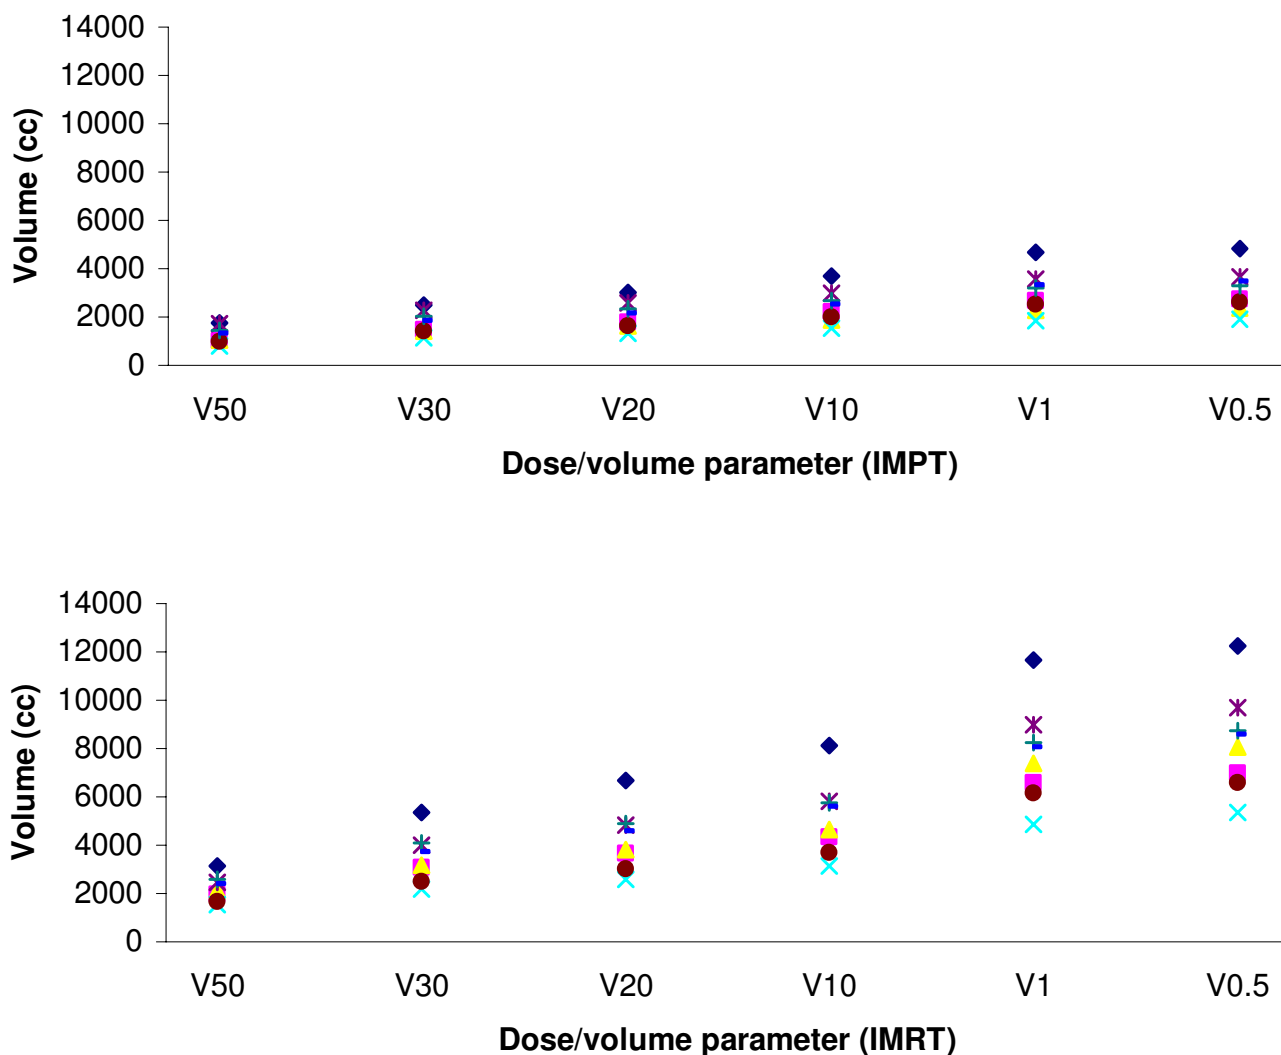 14000
12000
10000
8000
6000
4000
2000
0
Volume (cc)
V50 V30 V20 V10 V1 V0.5
Dose/volume parameter (IMPT)
14000
12000
10000
8000
6000
4000
2000
0
Volume (cc)
V50 V30 V20 V10 V1 V0.5
Dose/volume parameter (IMRT)